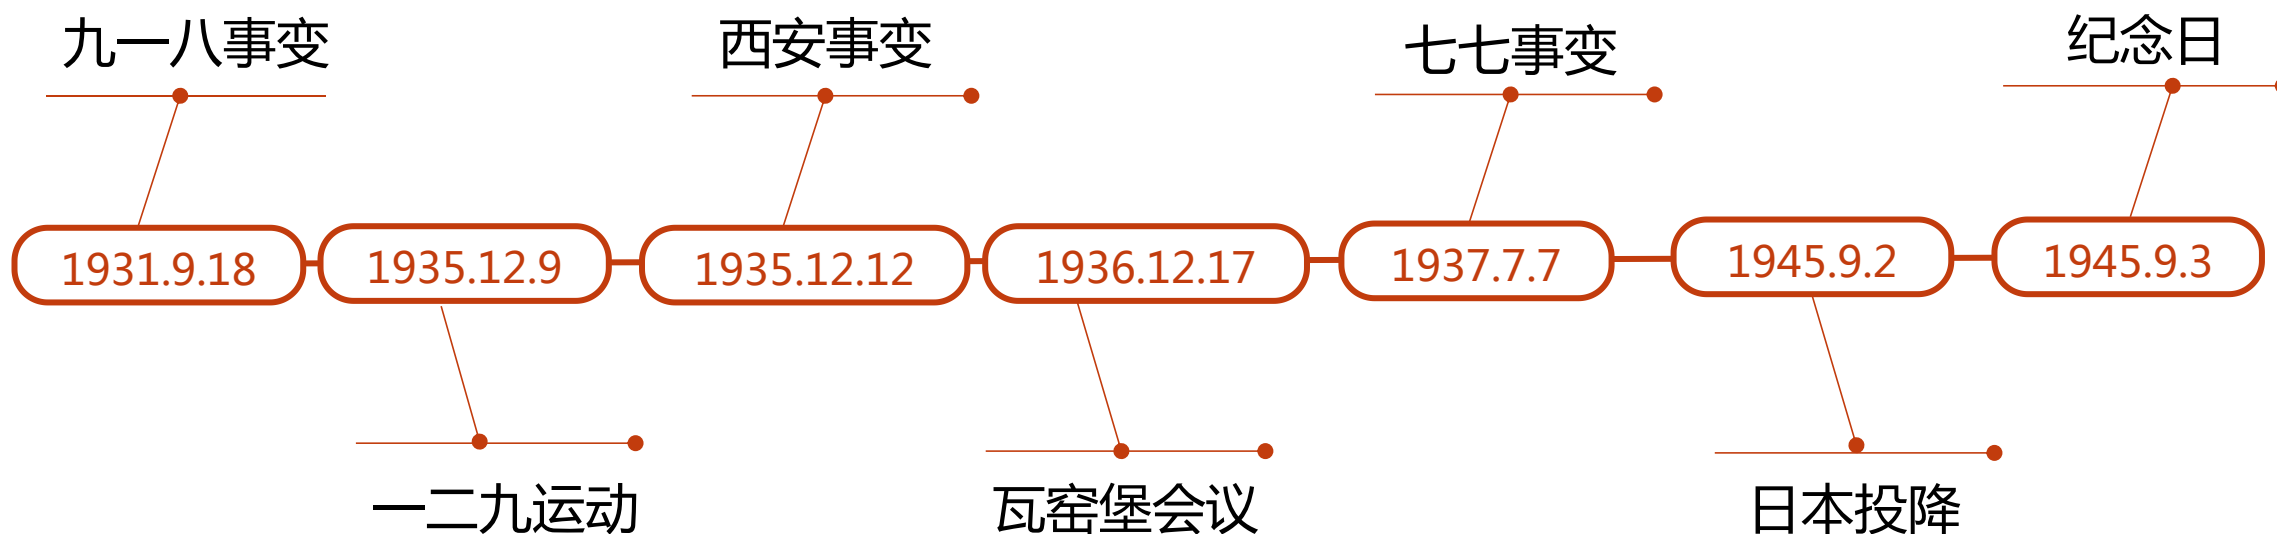 九一八事变
西安事变
七七事变
纪念日
1931.9.18
1935.12.9
1935.12.12
1936.12.17
1937.7.7
1945.9.2
1945.9.3
一二九运动
瓦窑堡会议
日本投降